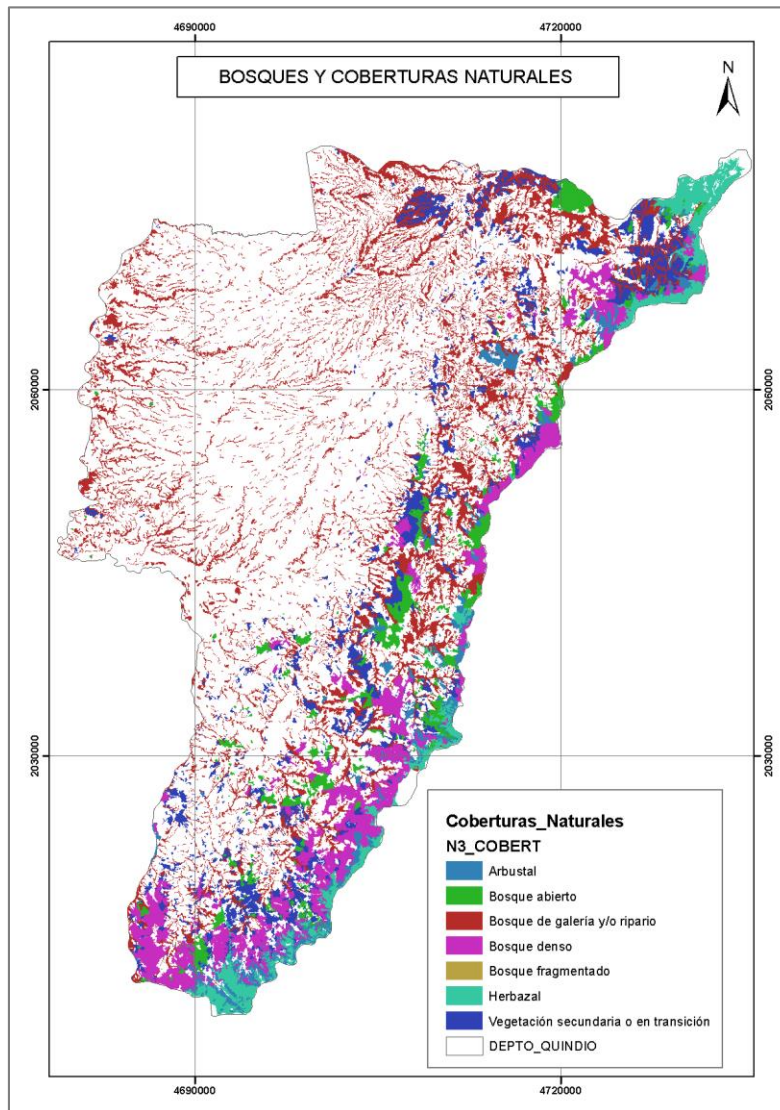 4690000
4720000
BOSQUES Y COBERTURAS NATURALES
N
2060000
2060000
2030000
2030000
Coberturas_Naturales
N3_COBERT
Arbustal
Bosque abierto
Bosque de galería y/o ripario
Bosque denso
Bosque fragmentado
Herbazal
Vegetación secundaria o en transición
DEPTO_QUINDIO
4690000
4720000